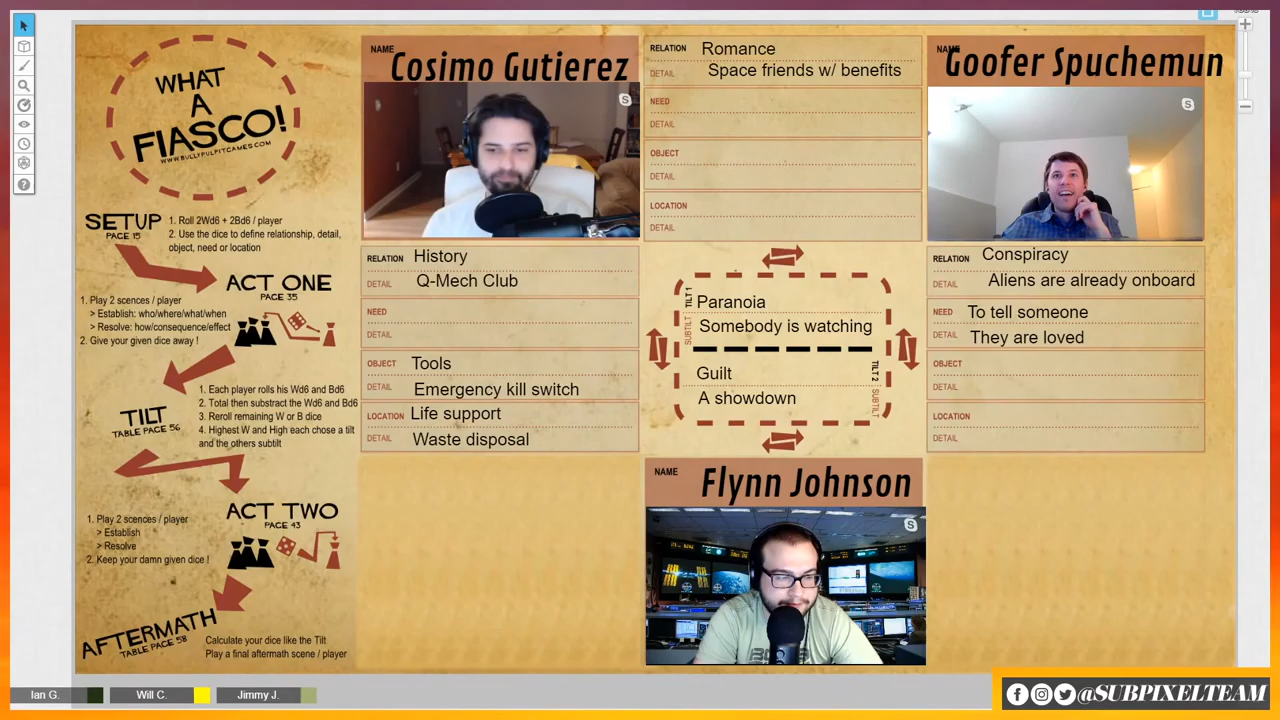 WHAT
A
FIASCO!
WWW.BULLYPULPITGAMES.COM
SETUP
PAGE 15
1. Roll 2Wd6 + 2Bd6 / player
2. Use the dice to define relationship, detail,
object, need or location
ACT ONE
PAGE 35
1. Play 2 scences / player
> Establish: who/where/what/when
> Resolve: how/consequence/effect
2. Give your given dice away !
TILT
TABLE PAGE 56
1. Each player rolls his Wd6 and Bd6
2. Total then substract the Wd6 and Bd6
3. Reroll remaining W or B dice
4. Highest W and High each chose a tilt
and the others subtilt
ACT TWO
PAGE 43
1. Play 2 scences / player
> Establish
> Resolve
2. Keep your damn given dice !
AFTERMATH
TABLE PAGE 58
Calculate your dice like the Tilt
Play a final aftermath scene / player
NAME Cosimo Gutierez
RELATION Romance
DETAIL Space friends w/ benefits
NEED
DETAIL
OBJECT
DETAIL
LOCATION
DETAIL
NAME Goofer Spuchemun
RELATION History
DETAIL Q-Mech Club
NEED
DETAIL
OBJECT Tools
DETAIL Emergency kill switch
LOCATION Life support
DETAIL Waste disposal
TILT 1 Paranoia
SUBTILT Somebody is watching
Guilt TILT 2
A showdown SUBTILT
RELATION Conspiracy
DETAIL Aliens are already onboard
NEED To tell someone
DETAIL They are loved
OBJECT
DETAIL
LOCATION
DETAIL
NAME Flynn Johnson
Ian G.
Will C.
Jimmy J.
@SUBPIXELTEAM